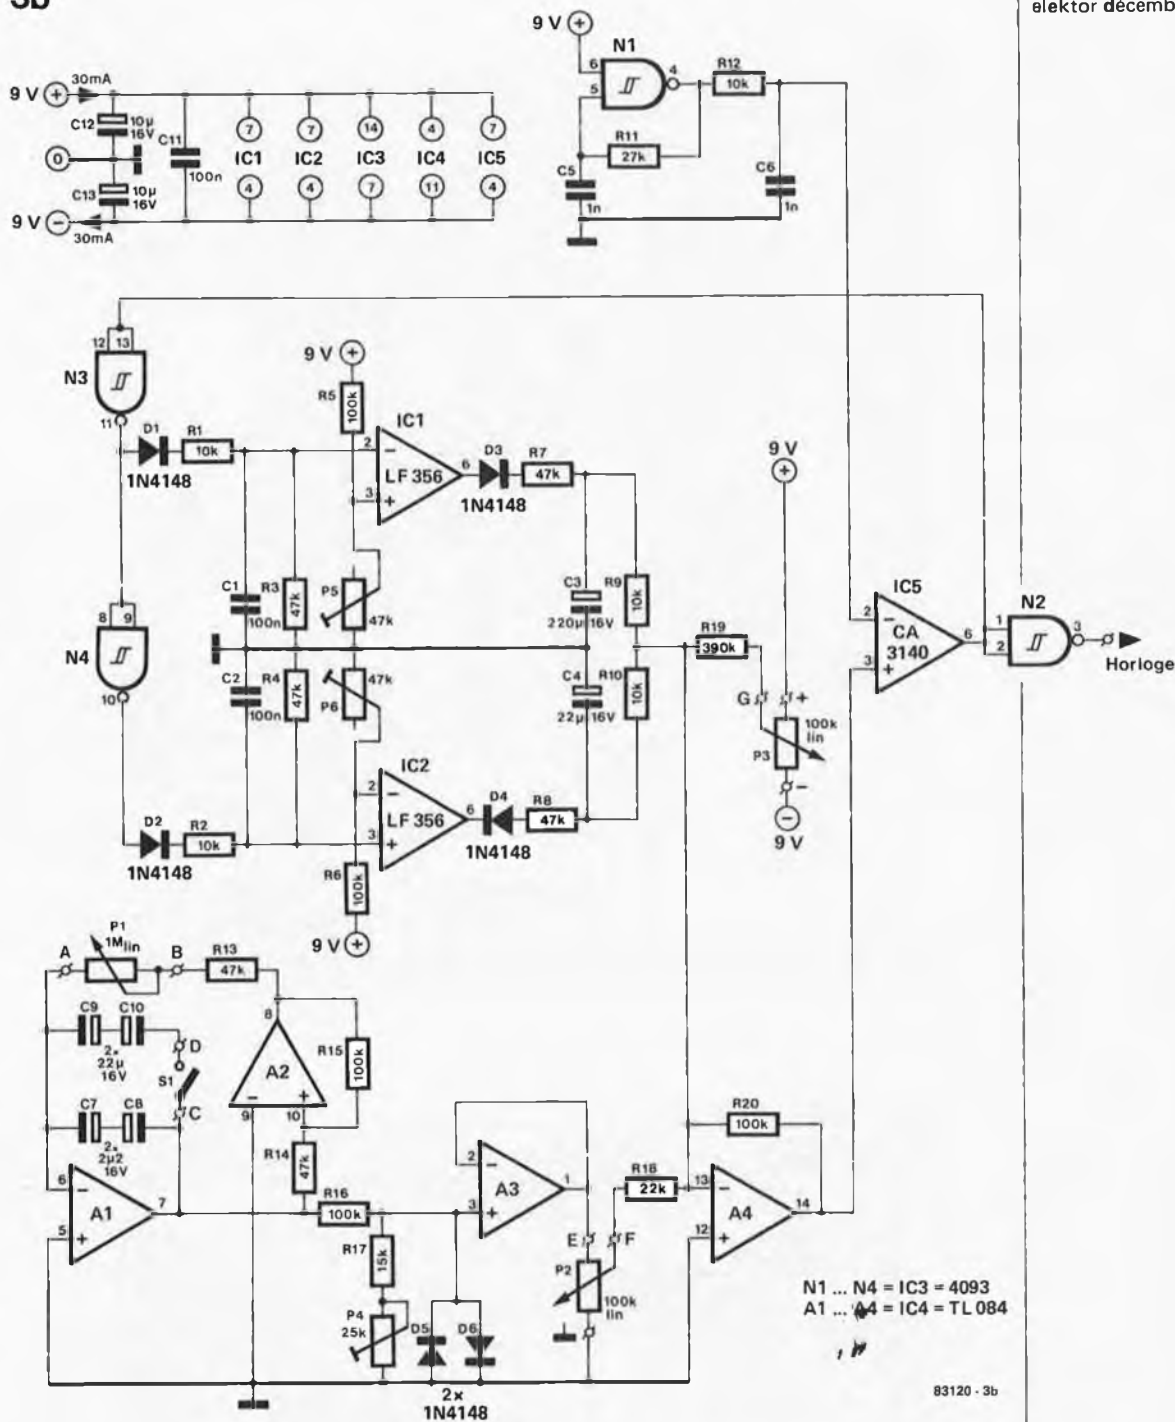 3b
elektor décemb
9 V
N1
6
5
4
R12
10k
R11
27k
C5
1n
C6
1n
9 V
30mA
C12
10µ
16V
C11
100n
0
C13
10µ
16V
9 V
30mA
7
7
14
4
7
IC1
IC2
IC3
IC4
IC5
4
4
7
11
4
12
13
N3
11
D1
1N4148
R1
10k
9 V
R5
100k
IC1
LF 356
2
3
6
D3
1N4148
R7
47k
C1
100n
R3
47k
P5
47k
C3
220µ
16V
R9
10k
8
9
N4
10
C2
100n
R4
47k
P6
47k
C4
22µ
16V
R10
10k
IC2
LF 356
2
3
6
D4
1N4148
R8
47k
D2
1N4148
R2
10k
R6
100k
9 V
R19
390k
9 V
G
+
100k
lin
P3
-
9 V
IC5
CA
3140
2
3
6
N2
1
2
3
Horloge
P1
1M lin
A
B
R13
47k
C9
C10
2x
22µ
16V
D
S1
C
C7
C8
2x
2µ2
16V
8
A2
9
10
R15
100k
R14
47k
6
5
A1
7
R16
100k
R17
15k
P4
25k
D5
D6
2x
1N4148
2
3
A3
1
E
F
P2
100k
lin
R18
22k
R20
100k
13
12
A4
14
N1 ... N4 = IC3 = 4093
A1 ... A4 = IC4 = TL 084
83120 - 3b